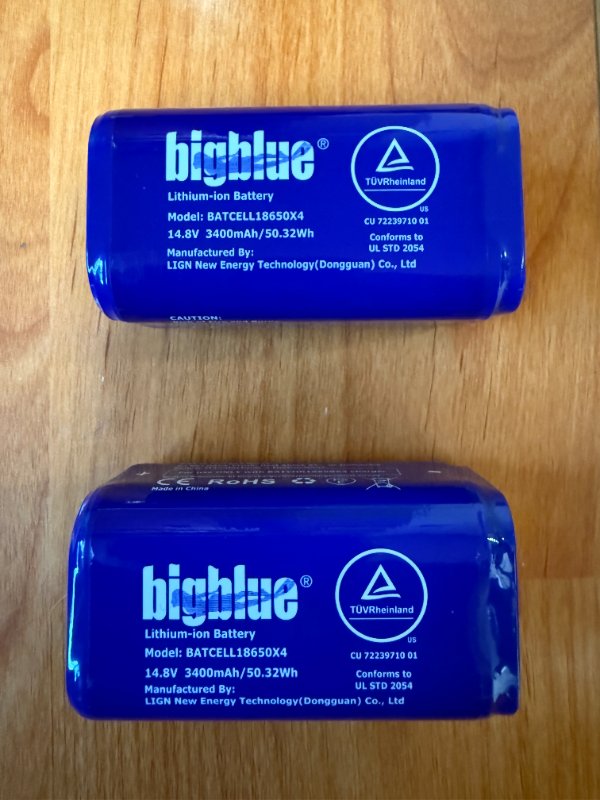 bigblue®
Lithium-ion Battery
Model: BATCELL18650X4
14.8V 3400mAh/50.32Wh
Manufactured By:
LIGN New Energy Technology(Dongguan) Co., Ltd
TÜVRheinland
US
CU 72239710 01
Conforms to
UL STD 2054
CAUTION:
CE RoHS
Made in China
bigblue®
Lithium-ion Battery
Model: BATCELL18650X4
14.8V 3400mAh/50.32Wh
Manufactured By:
LIGN New Energy Technology(Dongguan) Co., Ltd
TÜVRheinland
US
CU 72239710 01
Conforms to
UL STD 2054